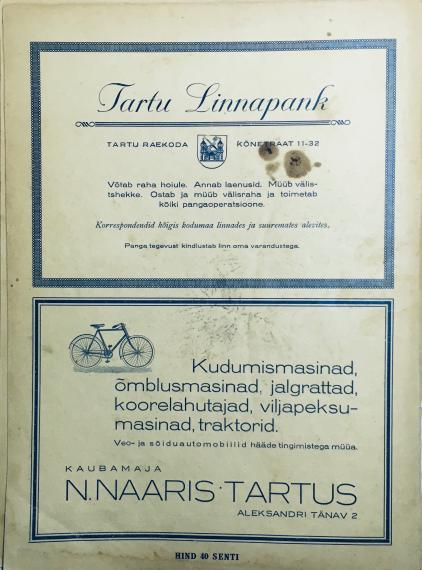 Tartu Linnapank
TARTU RAEKODA KÕNETRAAT 11-32
Võtab raha hoiule. Annab laenusid. Müüb välis-
tshekke. Ostab ja müüb välisraha ja toimetab
kõiki pangaoperatsioone.
Korrespondendid kõigis kodumaa linnades ja suuremates alevites.
Panga tegevust kindlustab linn oma varandustega.
Kudumismasinad,
õmblusmasinad, jalgrattad,
koorelahutajad, viljapeksu-
masinad, traktorid.
Veo- ja sõiduautomobiilid hääde tingimistega müüa.
KAUBAMAJA
N. NAARIS · TARTUS
ALEKSANDRI TÄNAV 2
HIND 40 SENTI